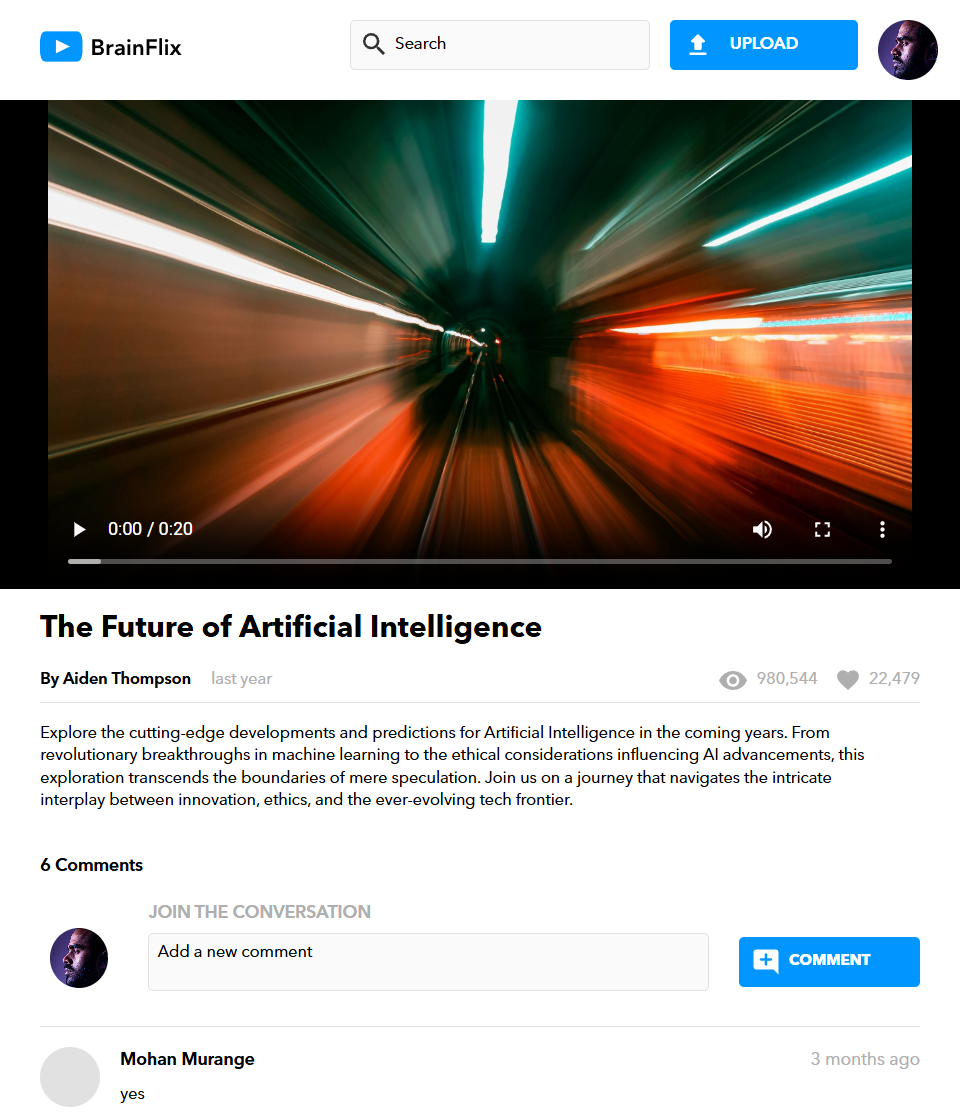 BrainFlix
Search
UPLOAD
0:00 / 0:20
The Future of Artificial Intelligence
By Aiden Thompson
last year
980,544
22,479
Explore the cutting-edge developments and predictions for Artificial Intelligence in the coming years. From
revolutionary breakthroughs in machine learning to the ethical considerations influencing AI advancements, this
exploration transcends the boundaries of mere speculation. Join us on a journey that navigates the intricate
interplay between innovation, ethics, and the ever-evolving tech frontier.
6 Comments
JOIN THE CONVERSATION
Add a new comment
COMMENT
Mohan Murange
3 months ago
yes